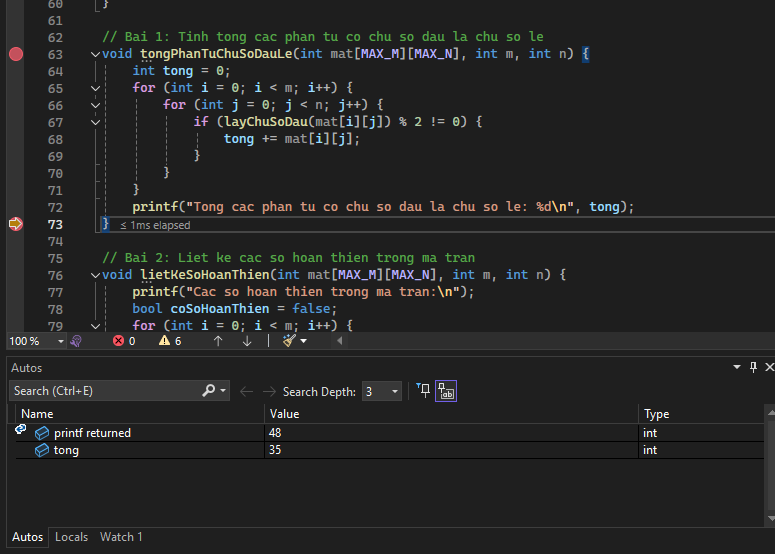 60 }
61
62 // Bai 1: Tinh tong cac phan tu co chu so dau la chu so le
63 void tongPhanTuChuSoDauLe(int mat[MAX_M][MAX_N], int m, int n) {
64 int tong = 0;
65 for (int i = 0; i < m; i++) {
66 for (int j = 0; j < n; j++) {
67 if (layChuSoDau(mat[i][j]) % 2 != 0) {
68 tong += mat[i][j];
69 }
70 }
71 }
72 printf("Tong cac phan tu co chu so dau la chu so le: %d\n", tong);
73 } ≤ 1ms elapsed
74
75 // Bai 2: Liet ke cac so hoan thien trong ma tran
76 void lietKeSoHoanThien(int mat[MAX_M][MAX_N], int m, int n) {
77 printf("Cac so hoan thien trong ma tran:\n");
78 bool coSoHoanThien = false;
79 for (int i = 0; i < m; i++) {
100 % 0 6
Autos
Search (Ctrl+E) Search Depth: 3 ab
Name Value Type
printf returned 48 int
tong 35 int
Autos Locals Watch 1